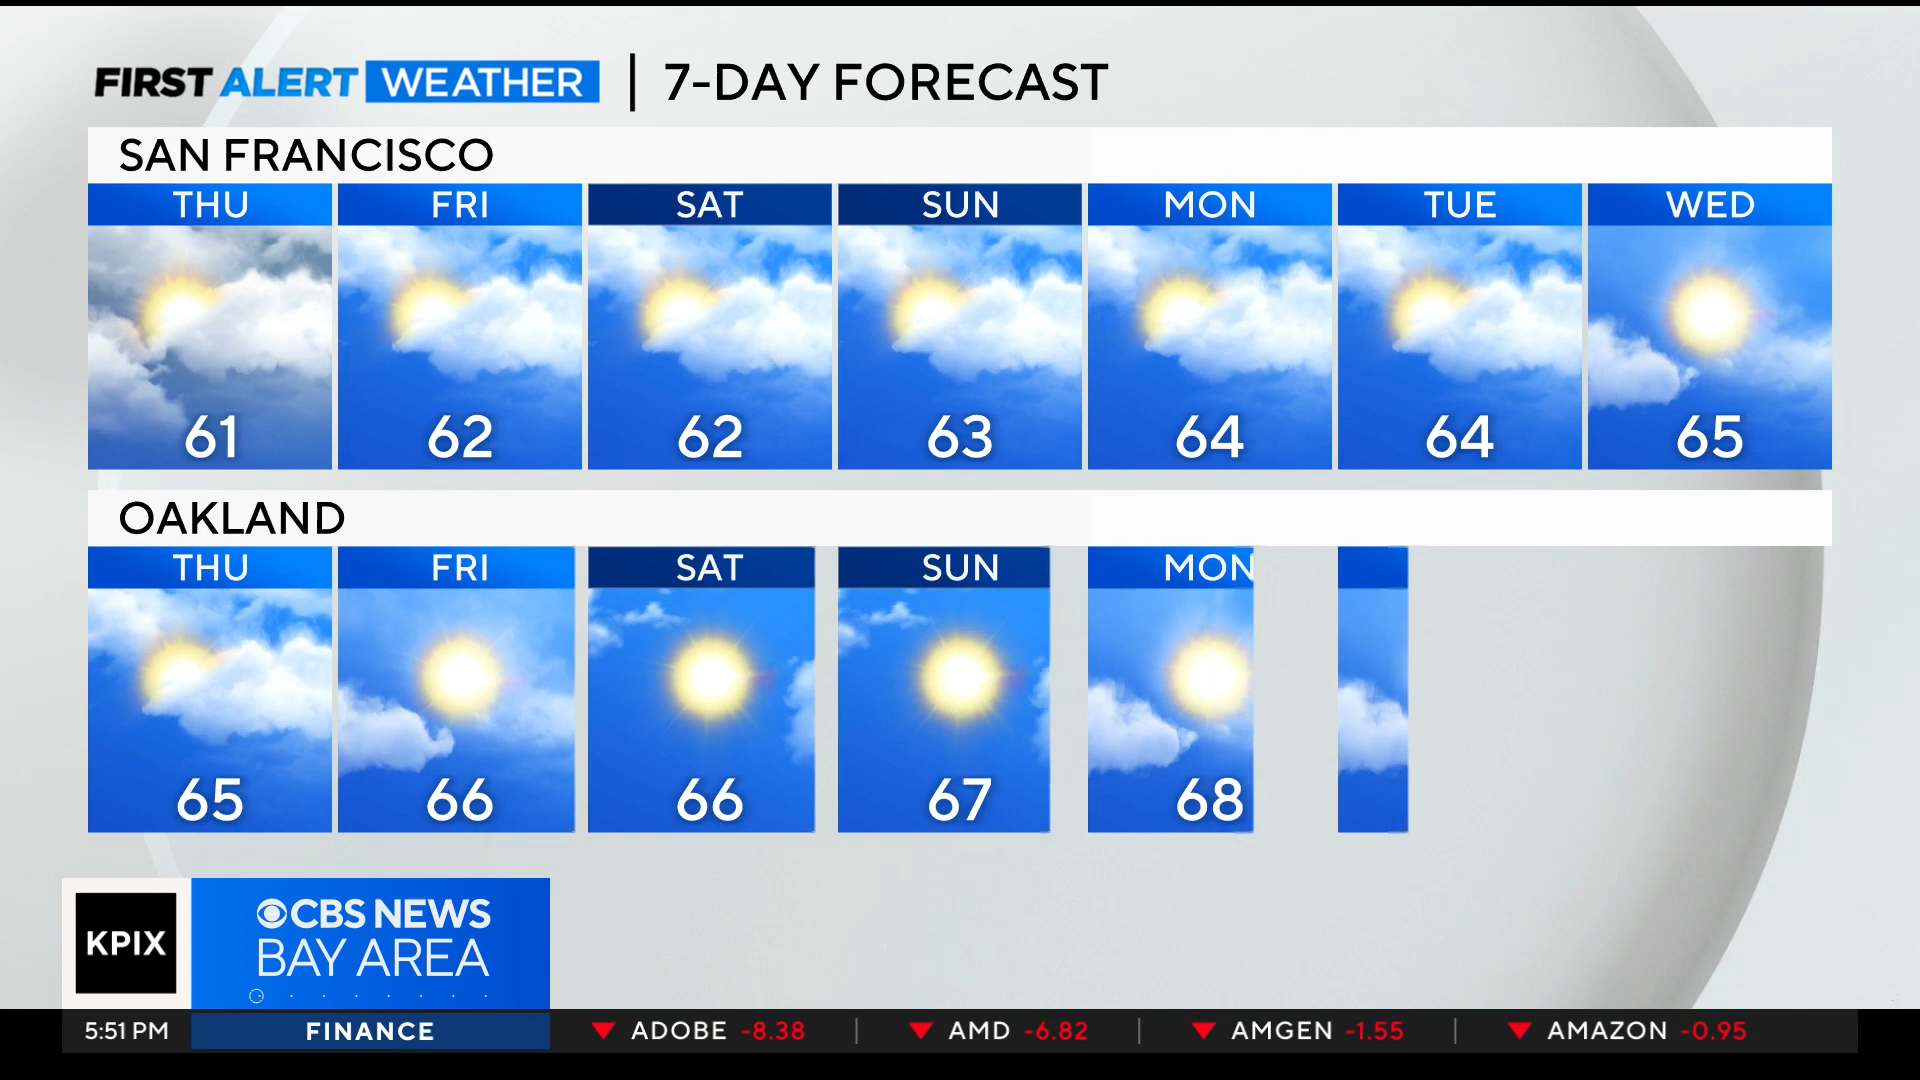 FIRST ALERT WEATHER | 7-DAY FORECAST
SAN FRANCISCO
THU FRI SAT SUN MON TUE WED
61 62 62 63 64 64 65
OAKLAND
THU FRI SAT SUN MON
65 66 66 67 68
KPIX
CBS NEWS
BAY AREA
5:51 PM FINANCE ▼ ADOBE -8.38 | ▼ AMD -6.82 | ▼ AMGEN -1.55 | ▼ AMAZON -0.95